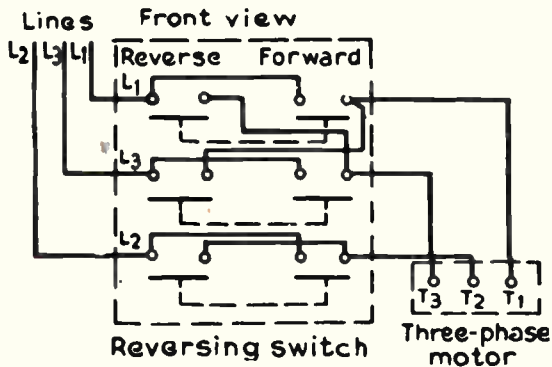 Lines
L2 L3 L1
Front view
Reverse Forward
L1
L3
L2
T3 T2 T1
Three-phase
motor
Reversing switch